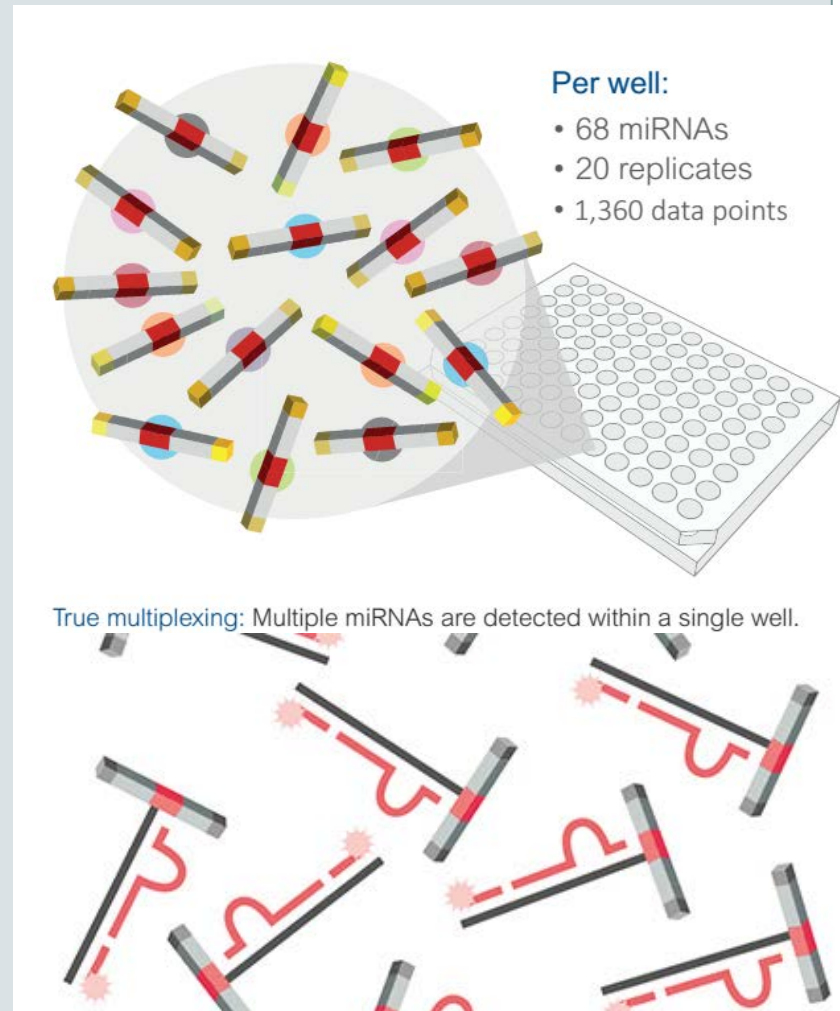 Per well:
• 68 miRNAs
• 20 replicates
• 1,360 data points
True multiplexing: Multiple miRNAs are detected within a single well.